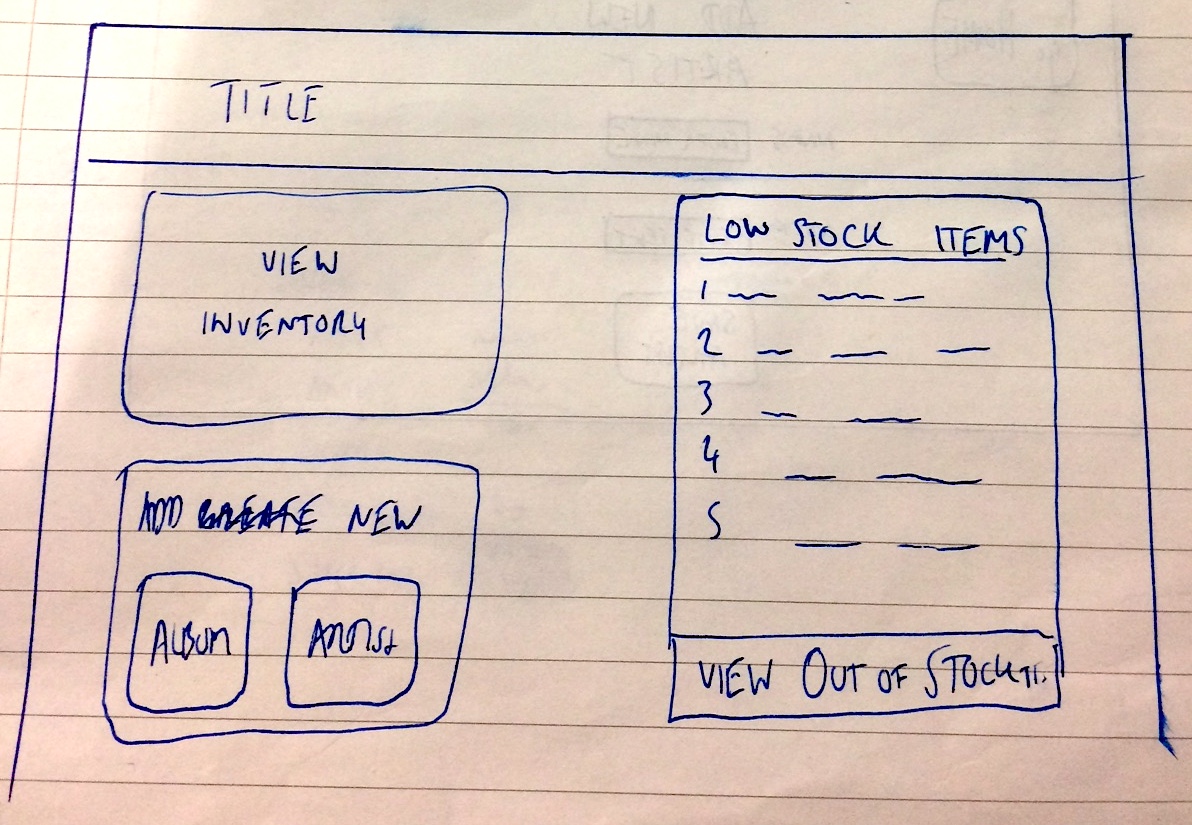 TITLE
VIEW
INVENTORY
ADD CREATE NEW
ALBUM
ARTIST
LOW STOCK ITEMS
1
2
3
4
5
VIEW OUT OF STOCK